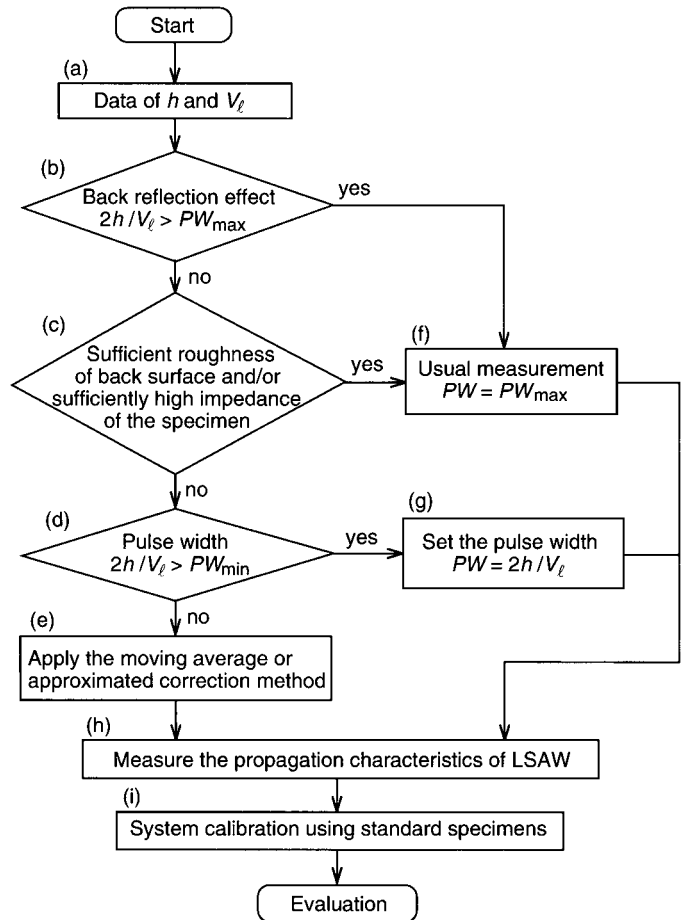 Start
(a)
Data of h and Vℓ
(b)
Back reflection effect
2h/Vℓ > PWmax
yes
no
(c)
Sufficient roughness
of back surface and/or
sufficiently high impedance
of the specimen
yes
(f)
Usual measurement
PW = PWmax
no
(d)
Pulse width
2h/Vℓ > PWmin
yes
(g)
Set the pulse width
PW = 2h/Vℓ
no
(e)
Apply the moving average or
approximated correction method
(h)
Measure the propagation characteristics of LSAW
(i)
System calibration using standard specimens
Evaluation